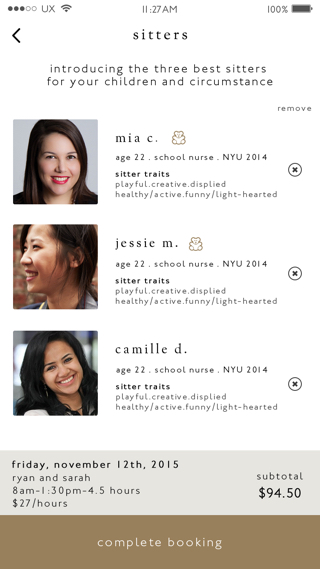 UX 11:27AM 100%
sitters
introducing the three best sitters
for your children and circumstance
remove
mia c.
age 22 . school nurse . NYU 2014
sitter traits
playful.creative.displied
healthy/active.funny/light-hearted
jessie m.
age 22 . school nurse . NYU 2014
sitter traits
playful.creative.displied
healthy/active.funny/light-hearted
camille d.
age 22 . school nurse . NYU 2014
sitter traits
playful.creative.displied
healthy/active.funny/light-hearted
friday, november 12th, 2015
ryan and sarah
8am-1:30pm-4.5 hours
$27/hours
subtotal
$94.50
complete booking